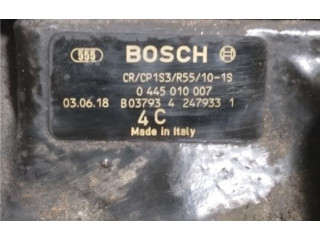 555 BOSCH
CR/CP1S3/R55/10-1S
0 445 010 007
03.06.18 B03793 4 247933 1
4 C
Made in Italy